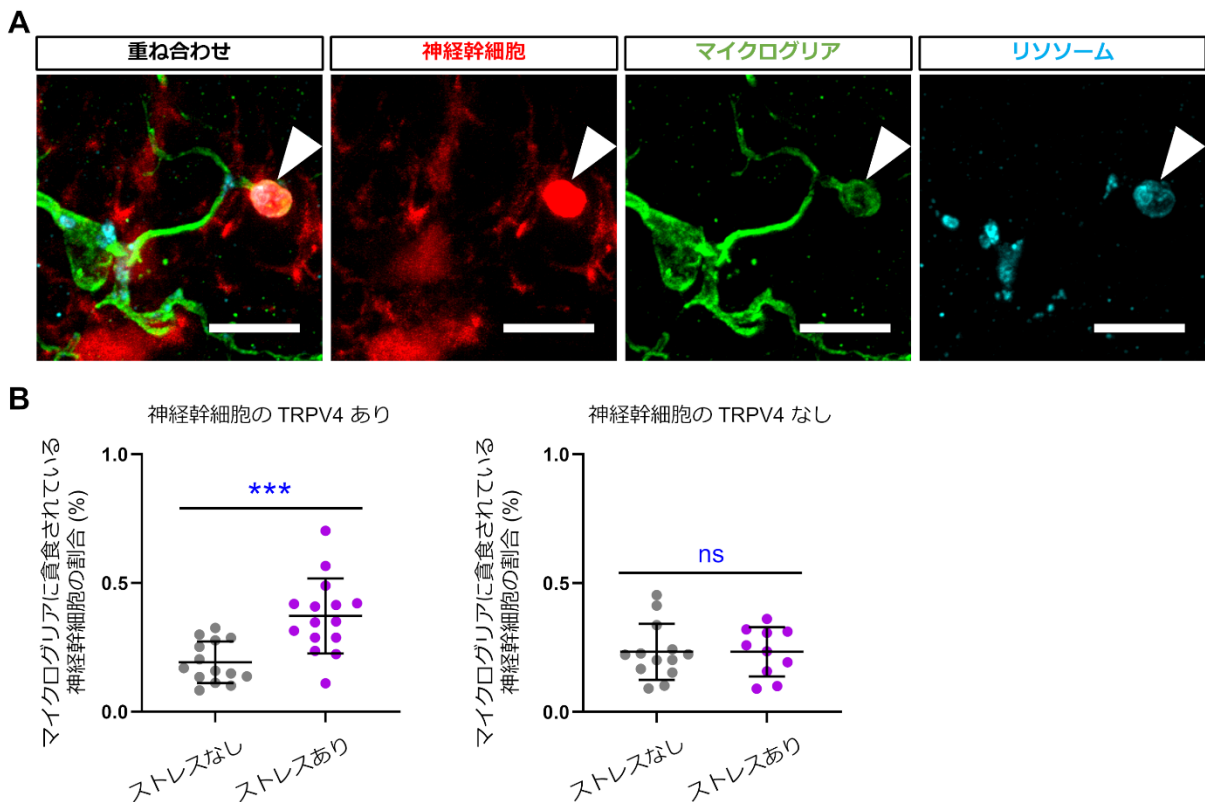 A
重ね合わせ
神経幹細胞
マイクログリア
リソソーム
B
神経幹細胞の TRPV4 あり
マイクログリアに貪食されている
神経幹細胞の割合 (%)
1.0
0.5
0.0
***
ストレスなし
ストレスあり
神経幹細胞の TRPV4 なし
マイクログリアに貪食されている
神経幹細胞の割合 (%)
1.0
0.5
0.0
ns
ストレスなし
ストレスあり